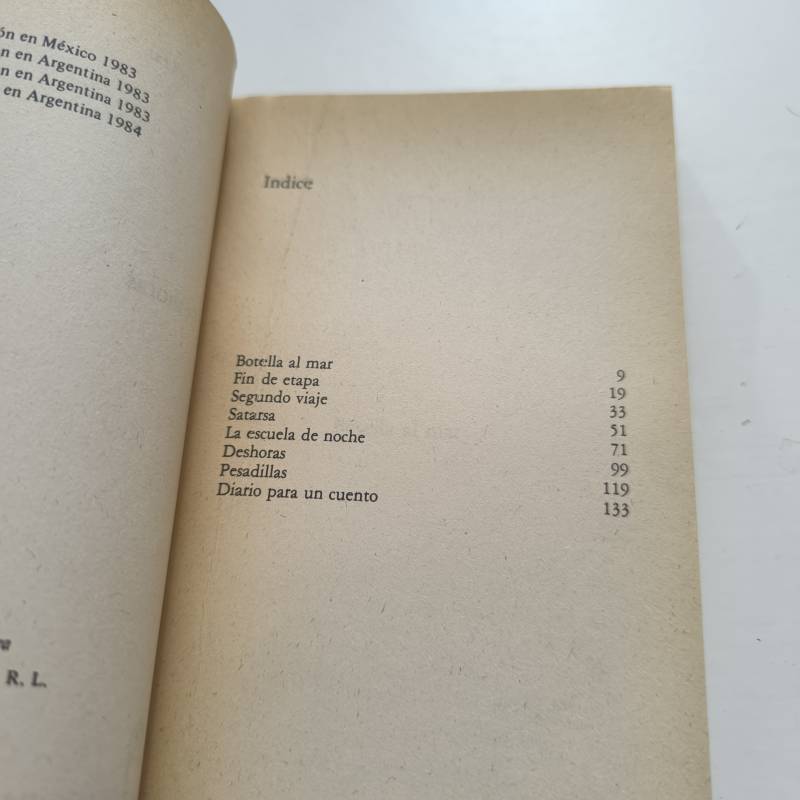 ón en México 1983
n en Argentina 1983
n en Argentina 1983
en Argentina 1984
R. L.
Indice
Botella al mar 9
Fin de etapa 19
Segundo viaje 33
Satarsa 51
La escuela de noche 71
Deshoras 99
Pesadillas 119
Diario para un cuento 133